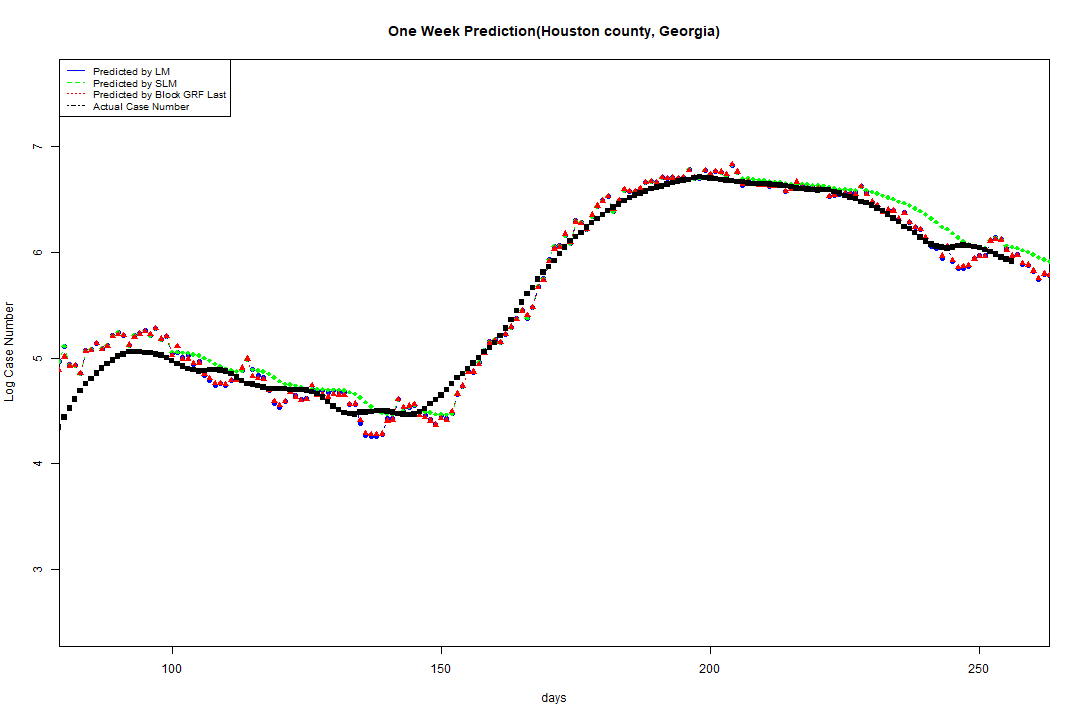 One Week Prediction(Houston county, Georgia)
Predicted by LM
Predicted by SLM
Predicted by Block GRF Last
Actual Case Number
7
6
5
4
3
Log Case Number
100 150 200 250
days